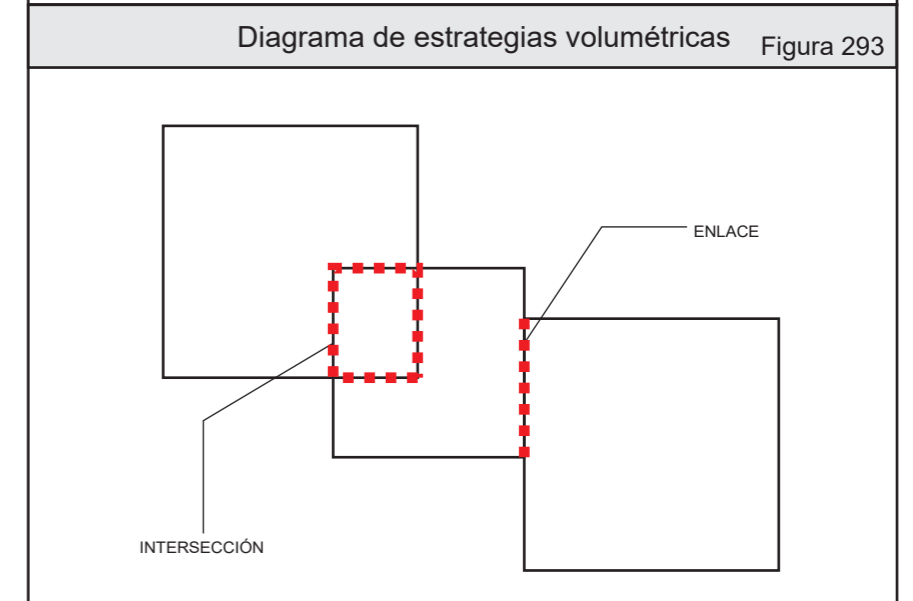 Diagrama de estrategias volumétricas Figura 293
ENLACE
INTERSECCIÓN